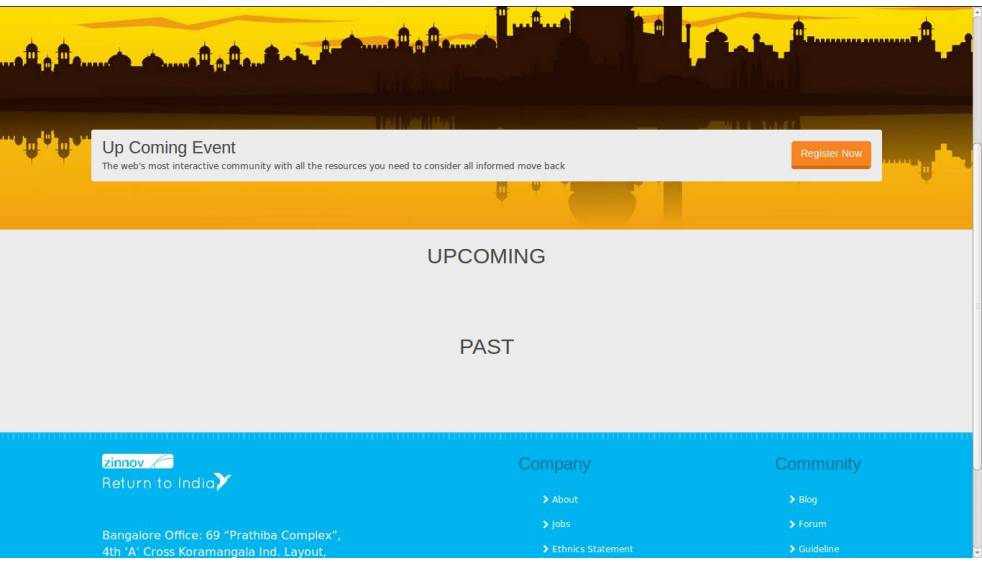 Up Coming Event
The web's most interactive community with all the resources you need to consider all informed move back
Register Now
UPCOMING
PAST
zinnov
Return to India
Bangalore Office: 69 "Prathiba Complex",
4th 'A' Cross Koramangala Ind. Layout,
Company
About
Jobs
Ethnics Statement
Community
Blog
Forum
Guideline